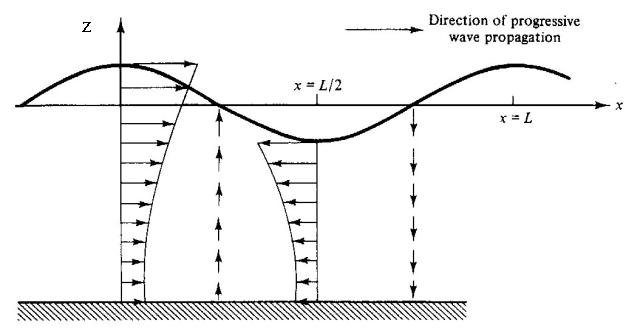 Z
Direction of progressive
wave propagation
x = L/2
x
x = L